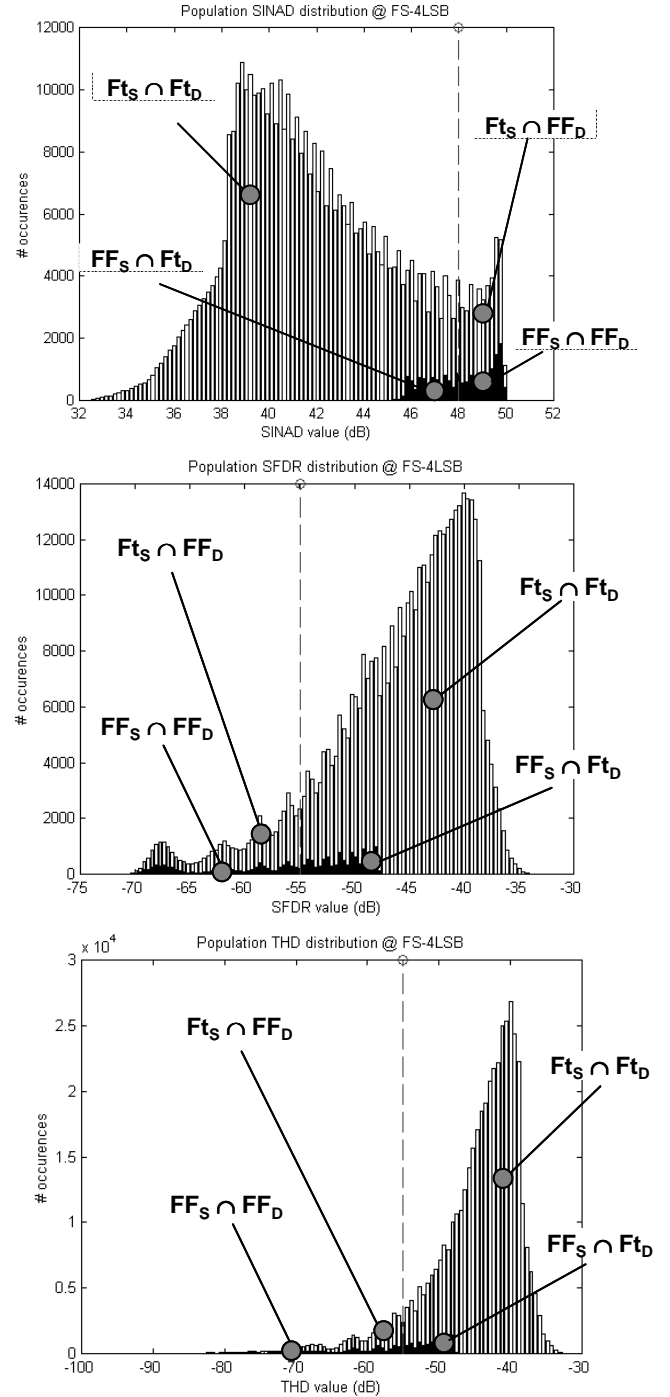 Population SINAD distribution @ FS-4LSB
12000
10000
8000
6000
4000
2000
0
# occurences
Ft_S ∩ Ft_D
Ft_S ∩ FF_D
FF_S ∩ Ft_D
FF_S ∩ FF_D
32 34 36 38 40 42 44 46 48 50 52
SINAD value (dB)
Population SFDR distribution @ FS-4LSB
14000
12000
10000
8000
6000
4000
2000
0
# occurences
Ft_S ∩ FF_D
Ft_S ∩ Ft_D
FF_S ∩ FF_D
FF_S ∩ Ft_D
-75 -70 -65 -60 -55 -50 -45 -40 -35 -30
SFDR value (dB)
x 10^4
Population THD distribution @ FS-4LSB
3
2.5
2
1.5
1
0.5
0
# occurences
Ft_S ∩ FF_D
Ft_S ∩ Ft_D
FF_S ∩ FF_D
FF_S ∩ Ft_D
-100 -90 -80 -70 -60 -50 -40 -30
THD value (dB)